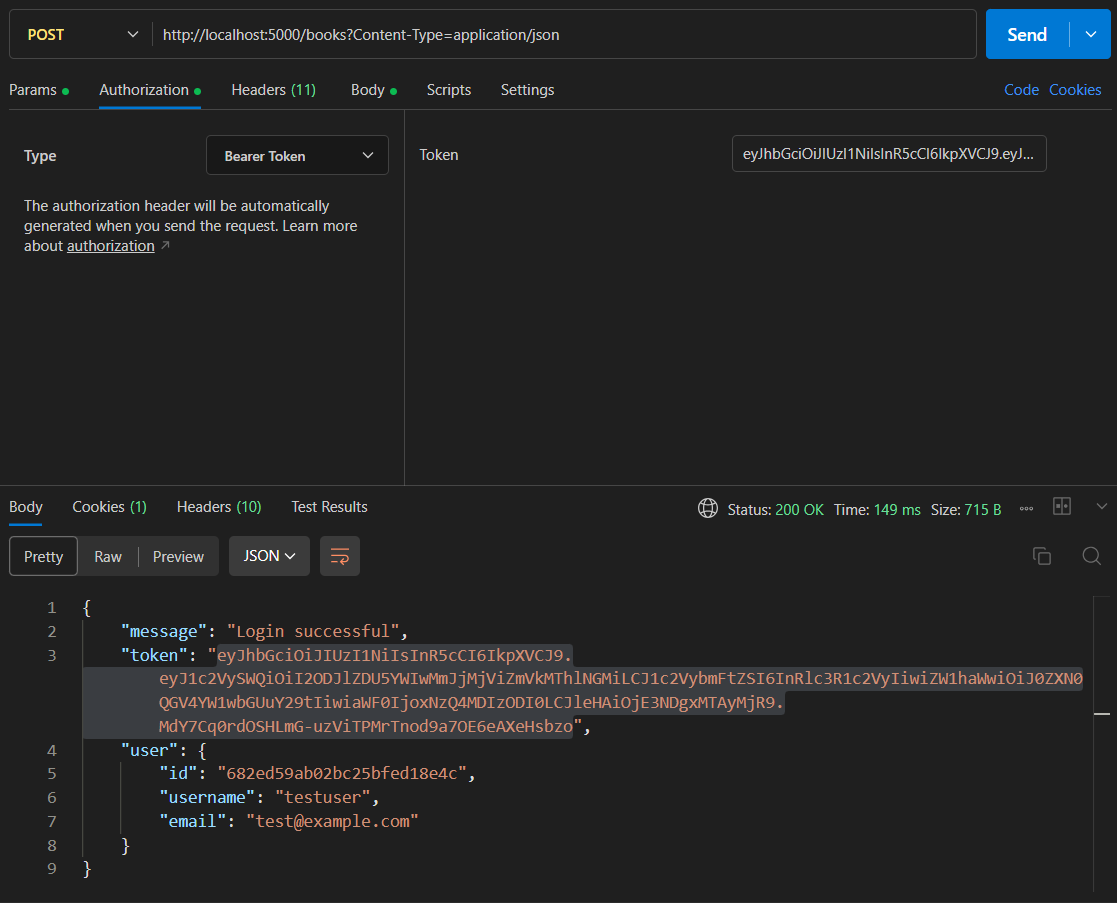 POST http://localhost:5000/books?Content-Type=application/json Send
Params Authorization Headers (11) Body Scripts Settings Code Cookies
Type Bearer Token Token eyJhbGciOiJIUzI1NiIsInR5cCI6IkpXVCJ9.eyJ...
The authorization header will be automatically
generated when you send the request. Learn more
about authorization
Body Cookies (1) Headers (10) Test Results Status: 200 OK Time: 149 ms Size: 715 B
Pretty Raw Preview JSON
1 {
2 "message": "Login successful",
3 "token": "eyJhbGciOiJIUzI1NiIsInR5cCI6IkpXVCJ9.
eyJ1c2VySWQiOiI2ODJlZDU5YWIwMmJjMjViZmVkMThlNGMiLCJ1c2VybmFtZSI6InRlc3R1c2VyIiwiZW1haWwiOiJ0ZXN0
QGV4YW1wbGUuY29tIiwiaWF0IjoxNzQ4MDIzODI0LCJleHAiOjE3NDgxMTAyMjR9.
MdY7Cq0rdOSHLmG-uzViTPMrTnod9a7OE6eAXeHsbzo",
4 "user": {
5 "id": "682ed59ab02bc25bfed18e4c",
6 "username": "testuser",
7 "email": "test@example.com"
8 }
9 }